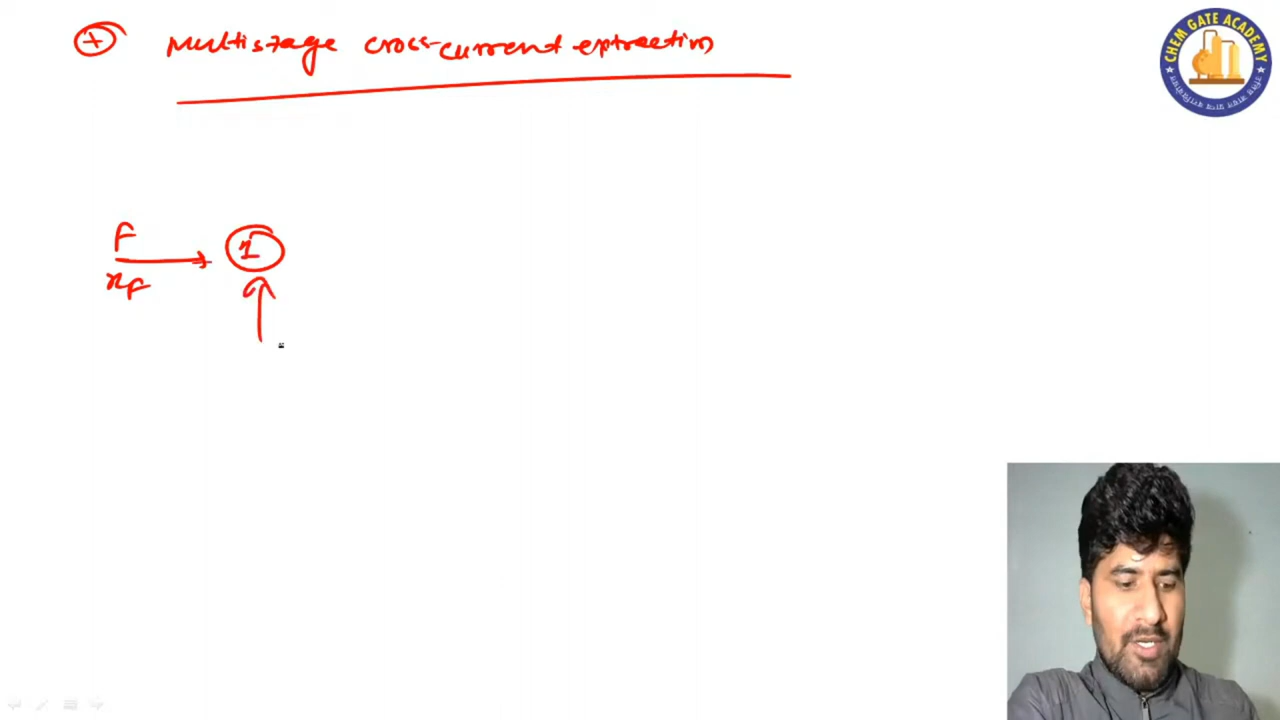 + Multistage cross-current extraction
CHEM GATE ACADEMY
F
xF
1